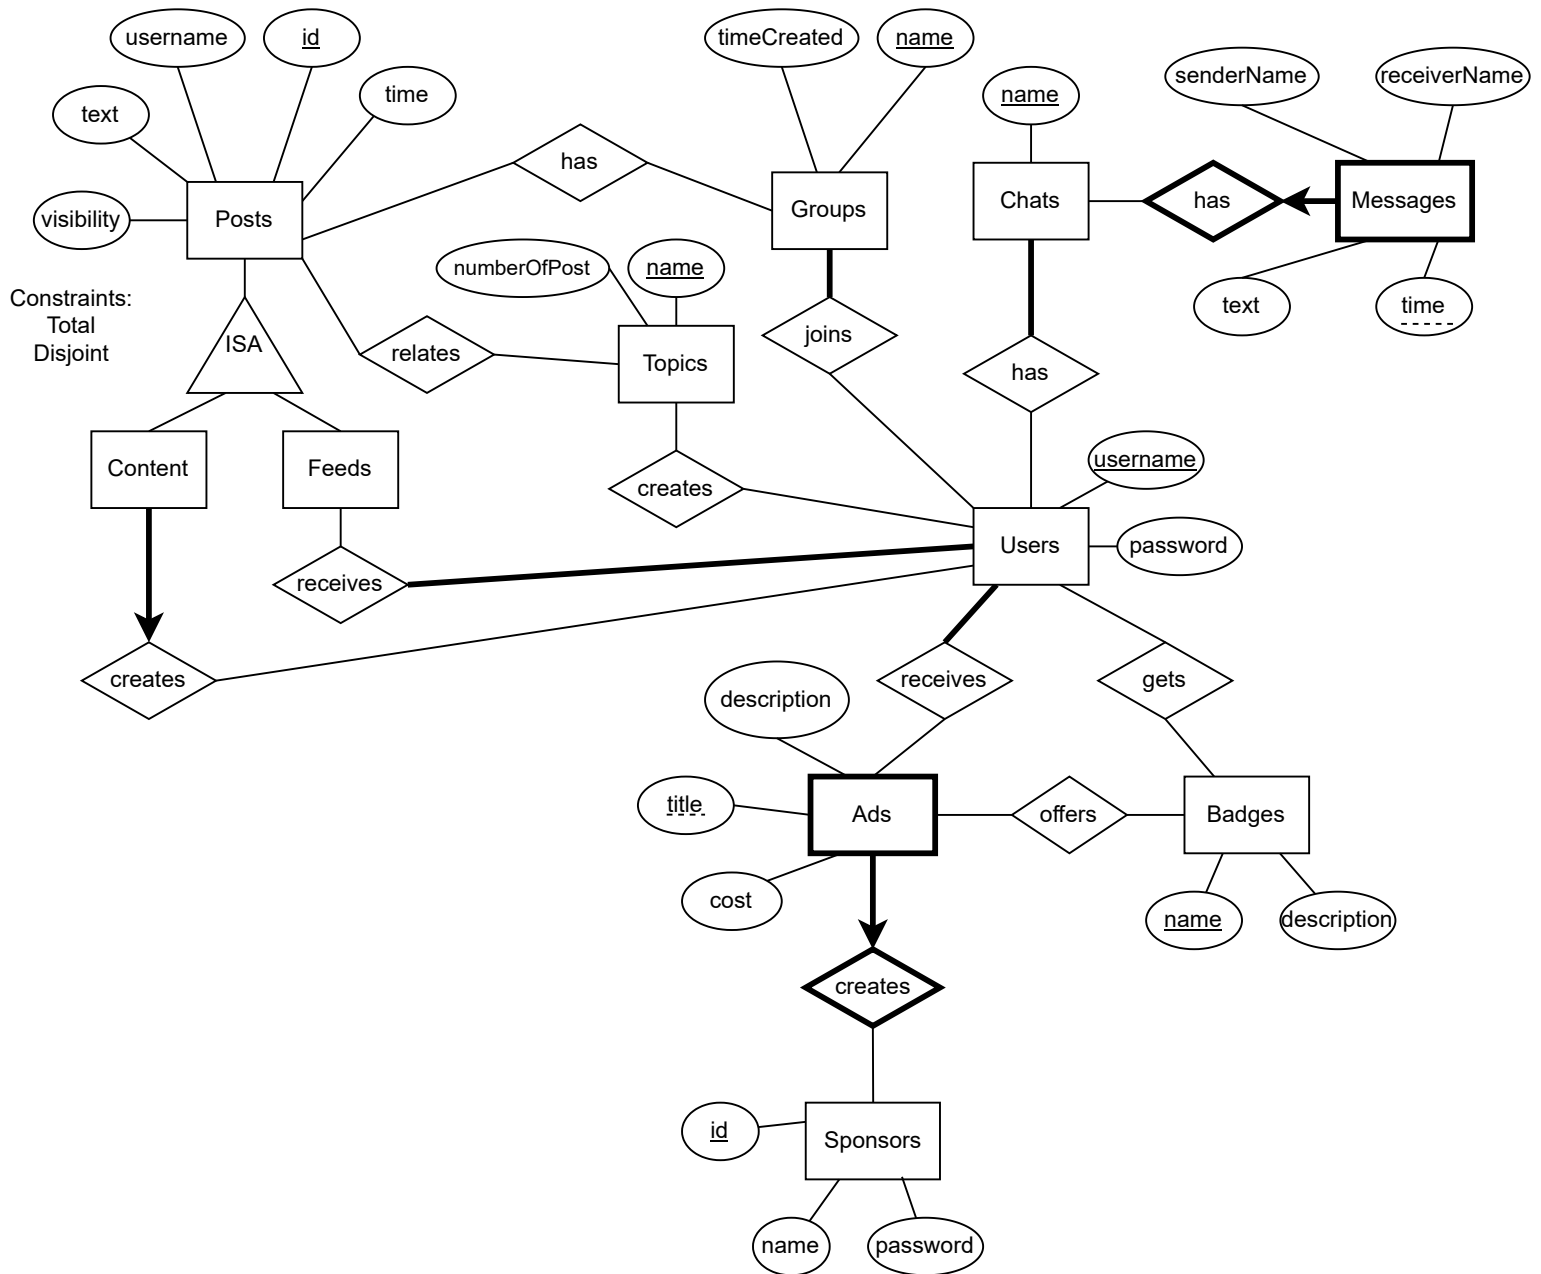 username
id
timeCreated
name
senderName
receiverName
text
time
name
has
Posts
visibility
Groups
Chats
has
Messages
numberOfPost
name
text
time
Constraints:
Total
Disjoint
ISA
relates
Topics
joins
has
Content
Feeds
creates
username
Users
password
receives
creates
receives
gets
description
title
Ads
offers
Badges
cost
name
description
creates
id
Sponsors
name
password